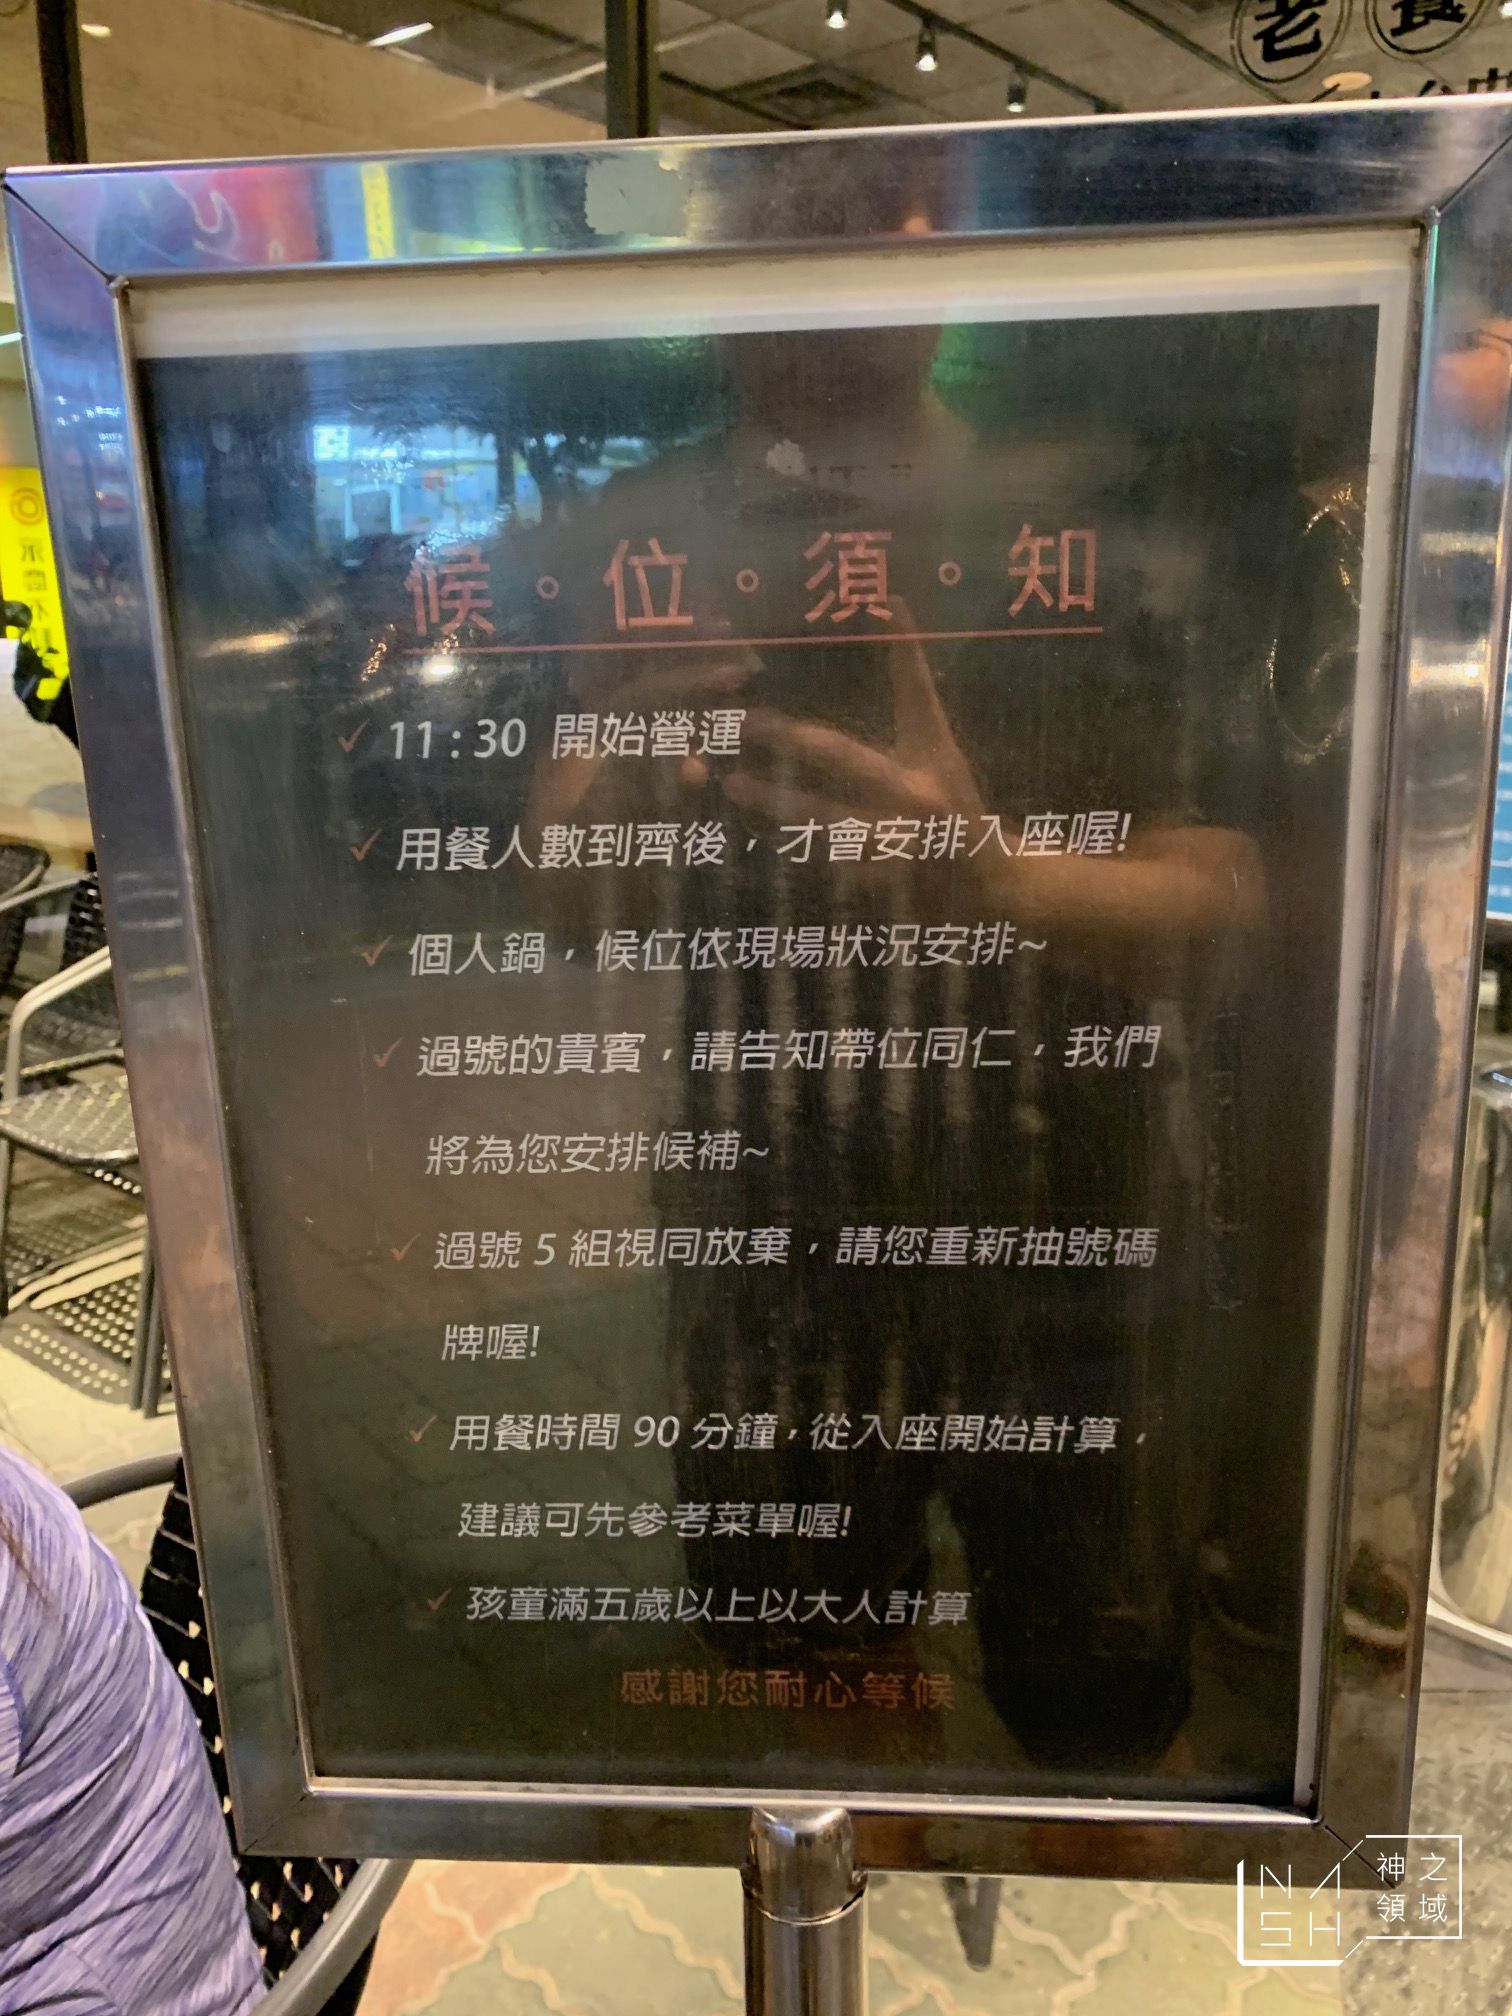 老 食
候。位。須。知
✓ 11:30 開始營運
✓ 用餐人數到齊後，才會安排入座喔!
✓ 個人鍋，候位依現場狀況安排~
✓ 過號的貴賓，請告知帶位同仁，我們
將為您安排候補~
✓ 過號 5 組視同放棄，請您重新抽號碼
牌喔!
✓ 用餐時間 90 分鐘，從入座開始計算，
建議可先參考菜單喔!
✓ 孩童滿五歲以上以大人計算
感謝您耐心等候
NASH 神之領域